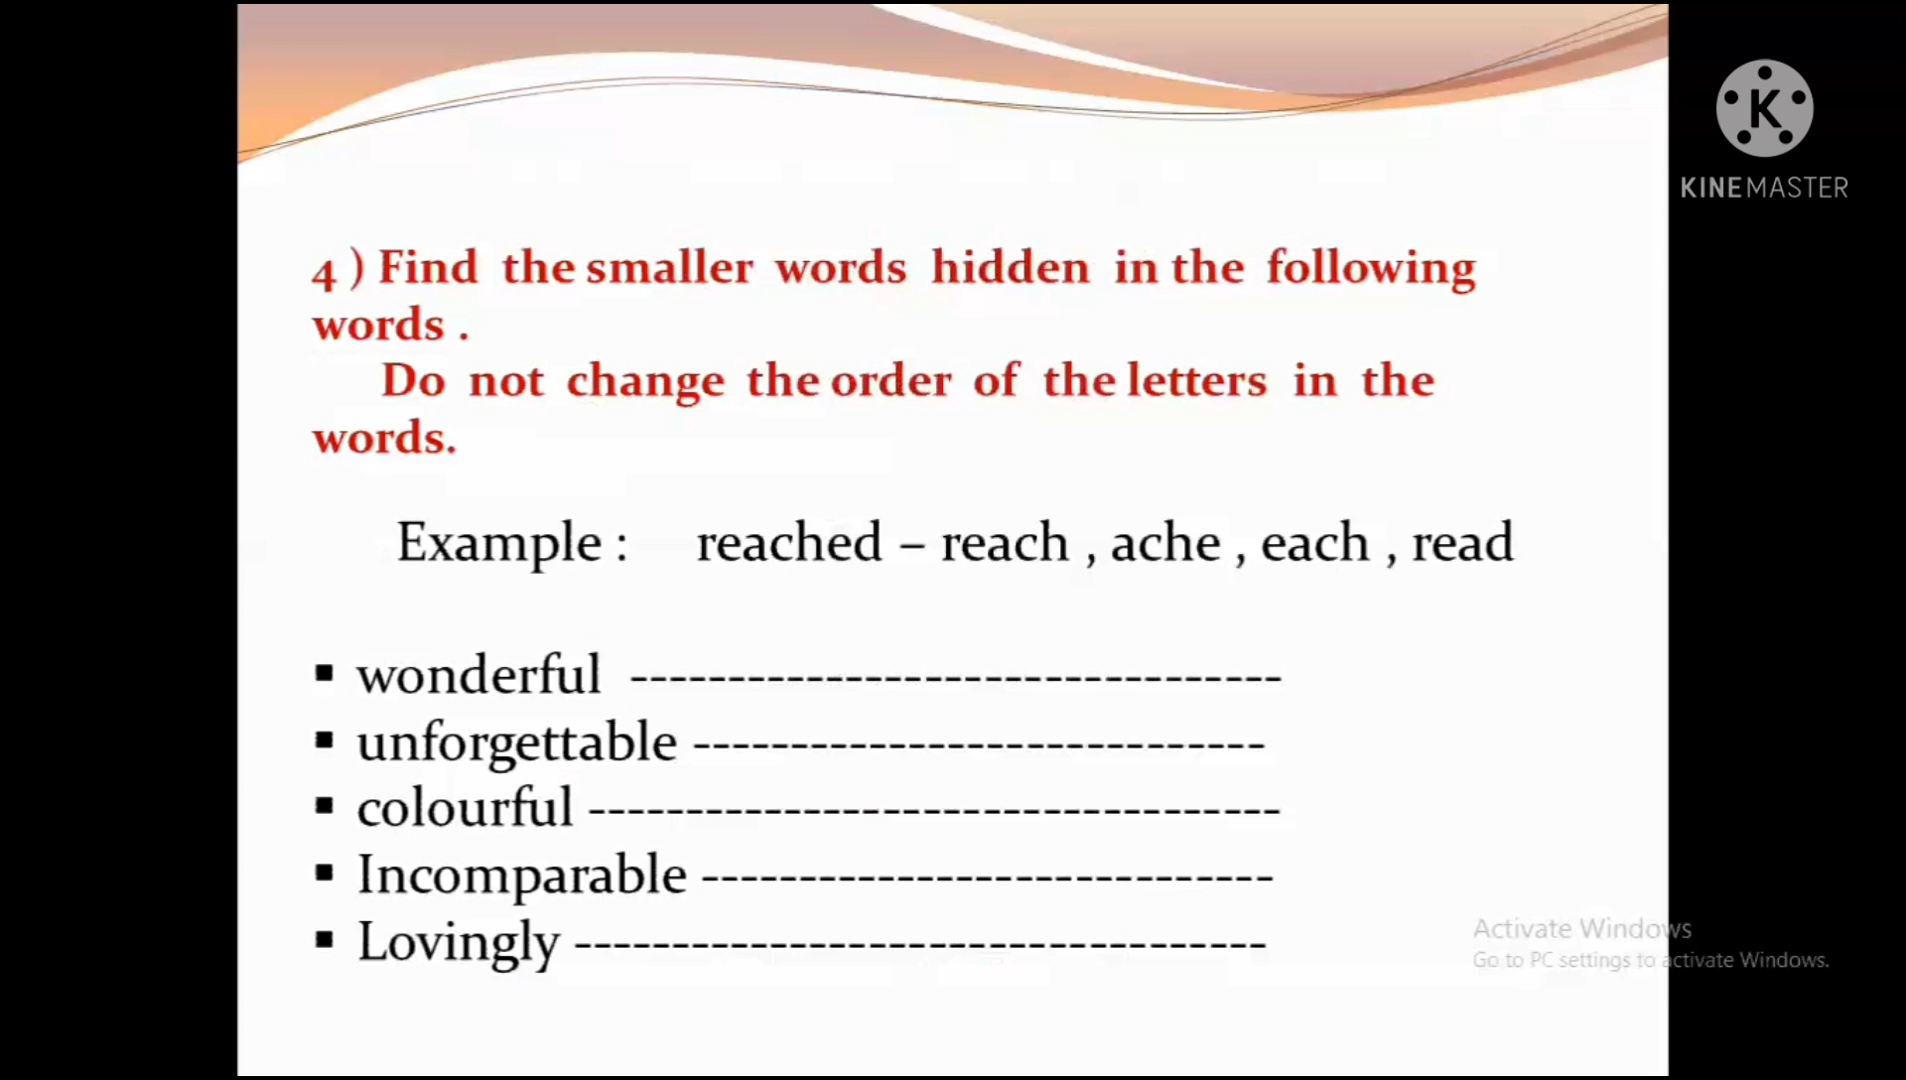 K
KINEMASTER
4 ) Find the smaller words hidden in the following
words .
Do not change the order of the letters in the
words.
Example : reached – reach , ache , each , read
▪ wonderful ---------------------------------
▪ unforgettable -----------------------------
▪ colourful -----------------------------------
▪ Incomparable -----------------------------
▪ Lovingly -----------------------------------
Activate Windows
Go to PC settings to activate Windows.